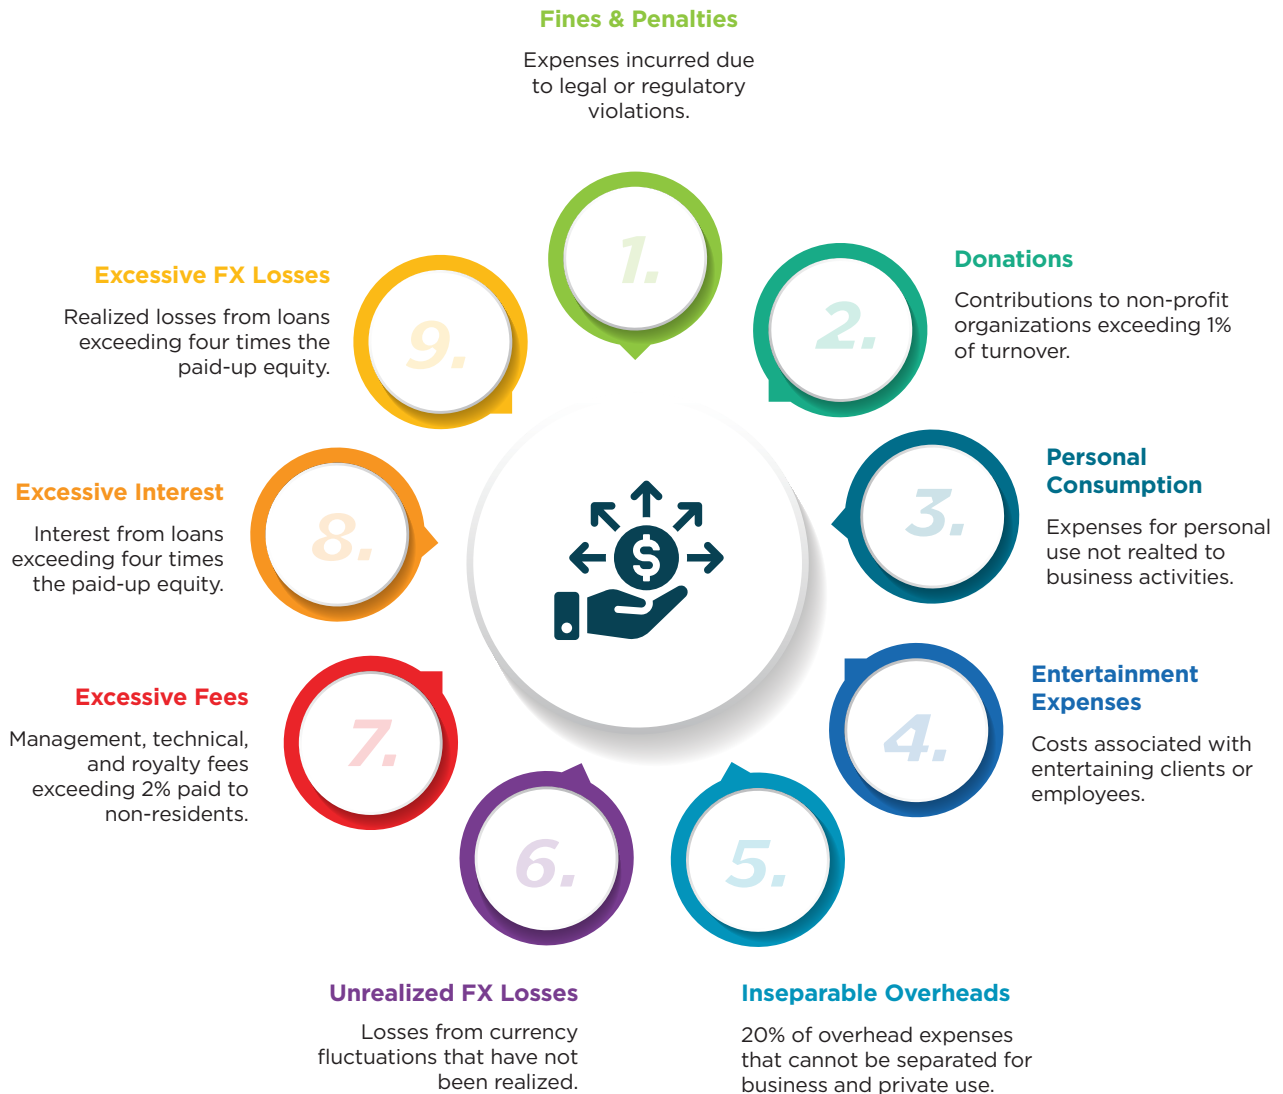 Fines & Penalties
Expenses incurred due
to legal or regulatory
violations.
1.
Donations
Contributions to non-profit
organizations exceeding 1%
of turnover.
2.
Personal
Consumption
Expenses for personal
use not realted to
business activities.
3.
Entertainment
Expenses
Costs associated with
entertaining clients or
employees.
4.
Inseparable Overheads
20% of overhead expenses
that cannot be separated for
business and private use.
5.
Unrealized FX Losses
Losses from currency
fluctuations that have not
been realized.
6.
Excessive Fees
Management, technical,
and royalty fees
exceeding 2% paid to
non-residents.
7.
Excessive Interest
Interest from loans
exceeding four times
the paid-up equity.
8.
Excessive FX Losses
Realized losses from loans
exceeding four times the
paid-up equity.
9.
$